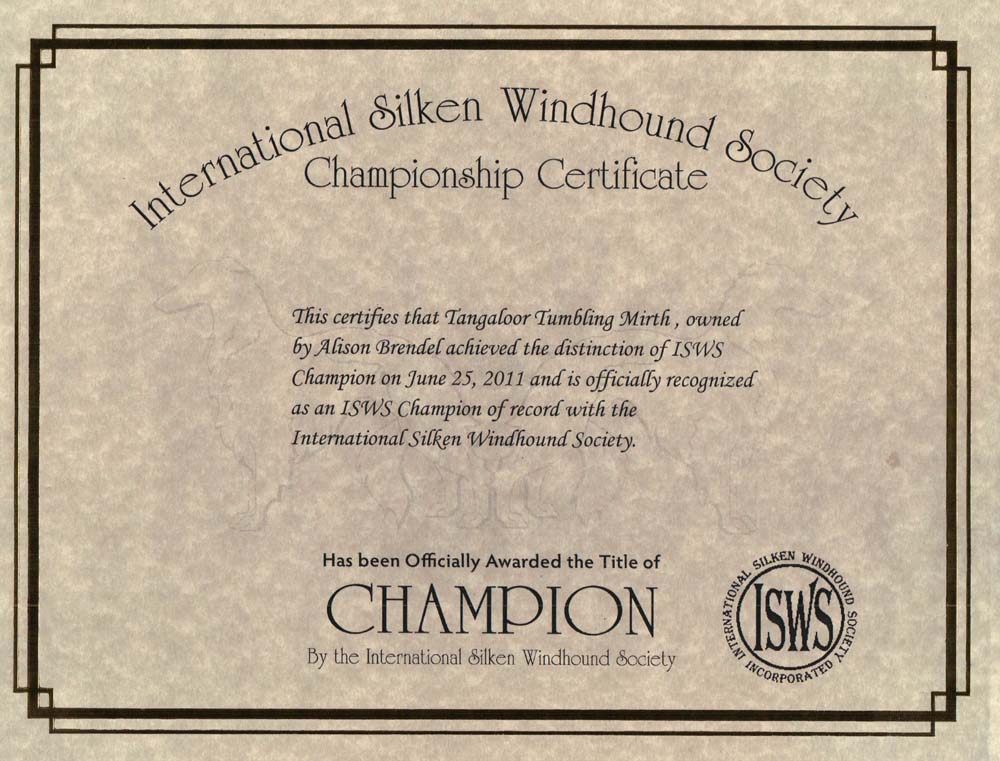 International Silken Windhound Society
Championship Certificate
This certifies that Tangaloor Tumbling Mirth , owned
by Alison Brendel achieved the distinction of ISWS
Champion on June 25, 2011 and is officially recognized
as an ISWS Champion of record with the
International Silken Windhound Society.
Has been Officially Awarded the Title of
CHAMPION
By the International Silken Windhound Society
INTERNATIONAL SILKEN WINDHOUND SOCIETY
ISWS
INCORPORATED